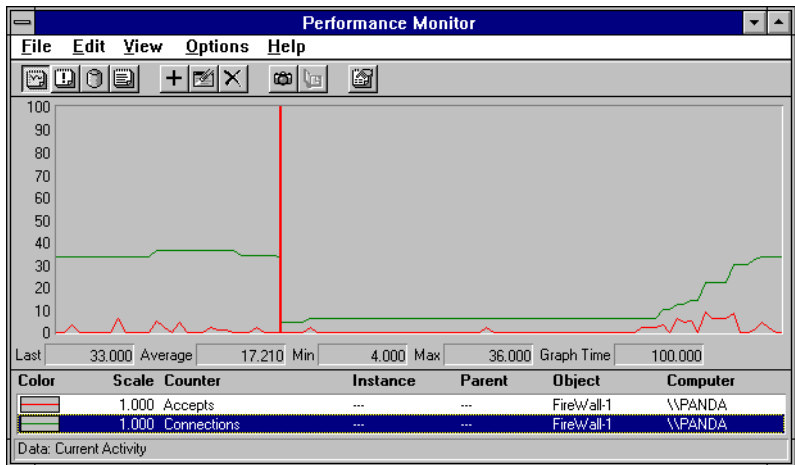 Performance Monitor
File Edit View Options Help
100
90
80
70
60
50
40
30
20
10
0
Last 33.000 Average 17.210 Min 4.000 Max 36.000 Graph Time 100.000
Color Scale Counter Instance Parent Object Computer
1.000 Accepts --- --- FireWall-1 \\PANDA
1.000 Connections --- --- FireWall-1 \\PANDA
Data: Current Activity